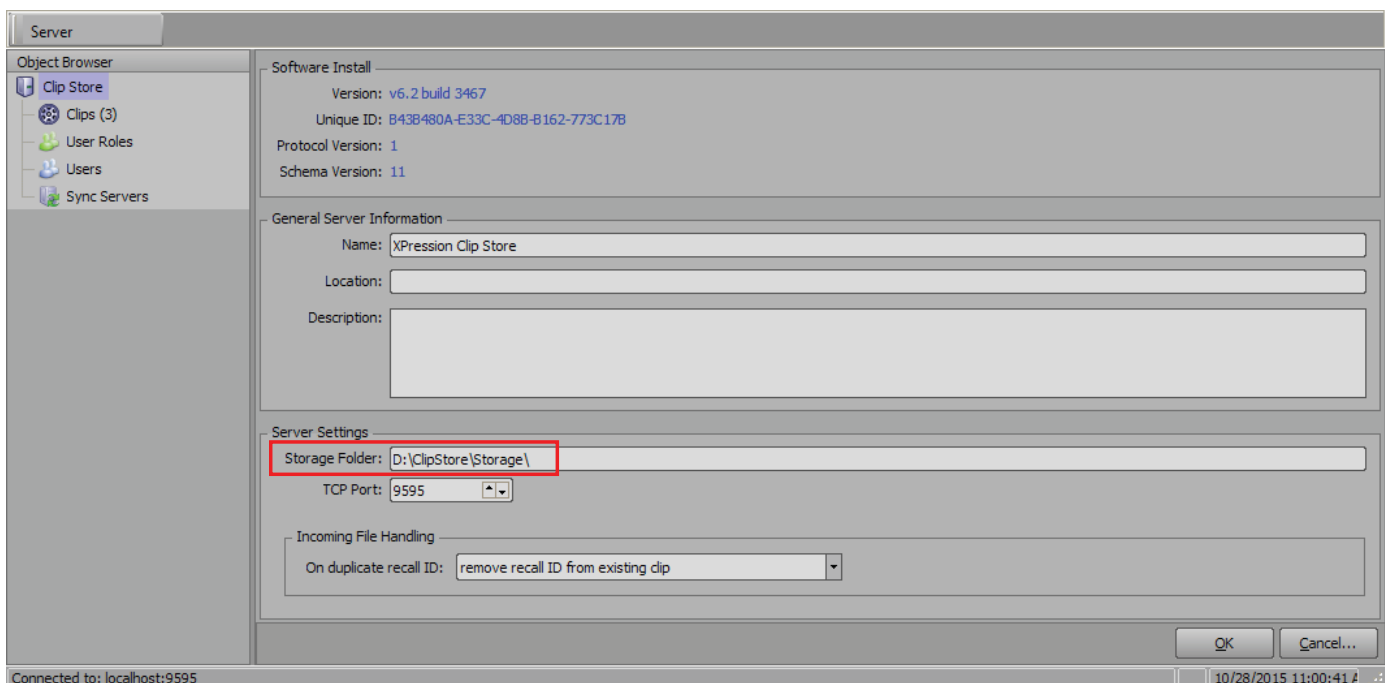 Server
Object Browser
Clip Store
Clips (3)
User Roles
Users
Sync Servers
Software Install
Version: v6.2 build 3467
Unique ID: B43B480A-E33C-4D8B-B162-773C17B
Protocol Version: 1
Schema Version: 11
General Server Information
Name: XPression Clip Store
Location:
Description:
Server Settings
Storage Folder: D:\ClipStore\Storage\
TCP Port: 9595
Incoming File Handling
On duplicate recall ID: remove recall ID from existing clip
OK Cancel...
Connected to: localhost:9595 10/28/2015 11:00:41 A